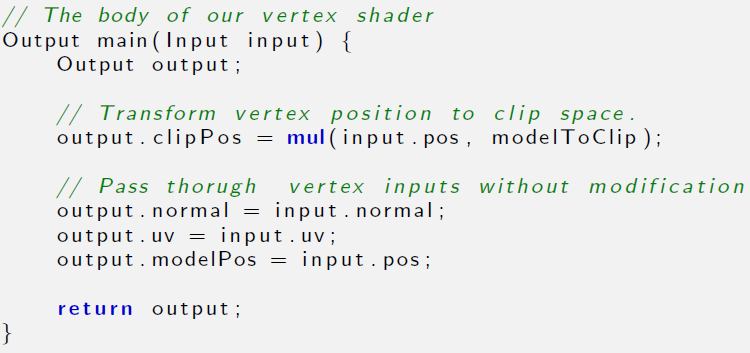 // The body of our vertex shader
Output main(Input input) {
    Output output;

    // Transform vertex position to clip space.
    output.clipPos = mul(input.pos, modelToClip);

    // Pass thorugh  vertex inputs without modification
    output.normal = input.normal;
    output.uv = input.uv;
    output.modelPos = input.pos;

    return output;
}